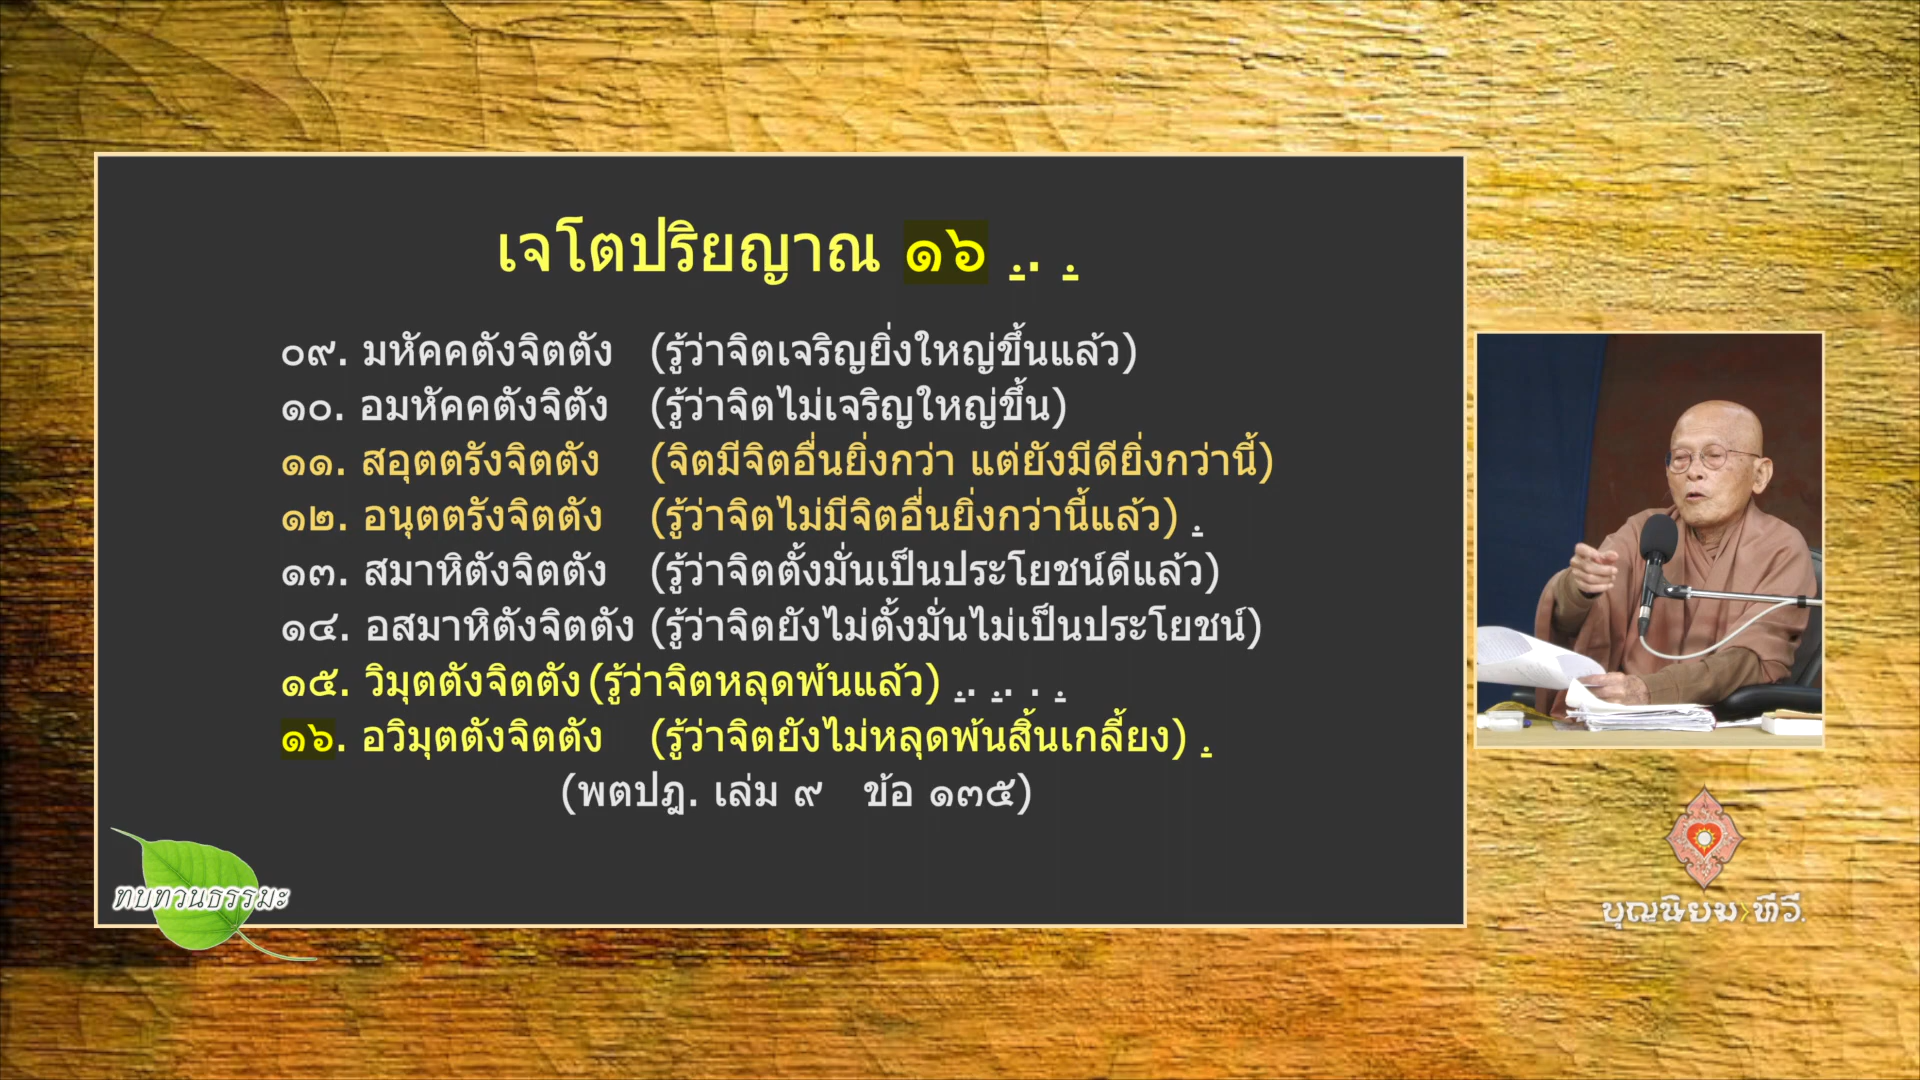 เจโตปริยญาณ ๑๖ .. .
๐๙. มหัคคตังจิตตัง (รู้ว่าจิตเจริญยิ่งใหญ่ขึ้นแล้ว)
๑๐. อมหัคคตังจิตัง (รู้ว่าจิตไม่เจริญใหญ่ขึ้น)
๑๑. สอุตตรังจิตตัง (จิตมีจิตอื่นยิ่งกว่า แต่ยังมีดียิ่งกว่านี้)
๑๒. อนุตตรังจิตตัง (รู้ว่าจิตไม่มีจิตอื่นยิ่งกว่านี้แล้ว) .
๑๓. สมาหิตังจิตตัง (รู้ว่าจิตตั้งมั่นเป็นประโยชน์ดีแล้ว)
๑๔. อสมาหิตังจิตตัง (รู้ว่าจิตยังไม่ตั้งมั่นไม่เป็นประโยชน์)
๑๕. วิมุตตังจิตตัง (รู้ว่าจิตหลุดพ้นแล้ว) .. .. . .
๑๖. อวิมุตตังจิตตัง (รู้ว่าจิตยังไม่หลุดพ้นสิ้นเกลี้ยง) .
(พตปฎ. เล่ม ๙ ข้อ ๑๓๕)
ทบทวนธรรมะ
บุญนิยม ทีวี.